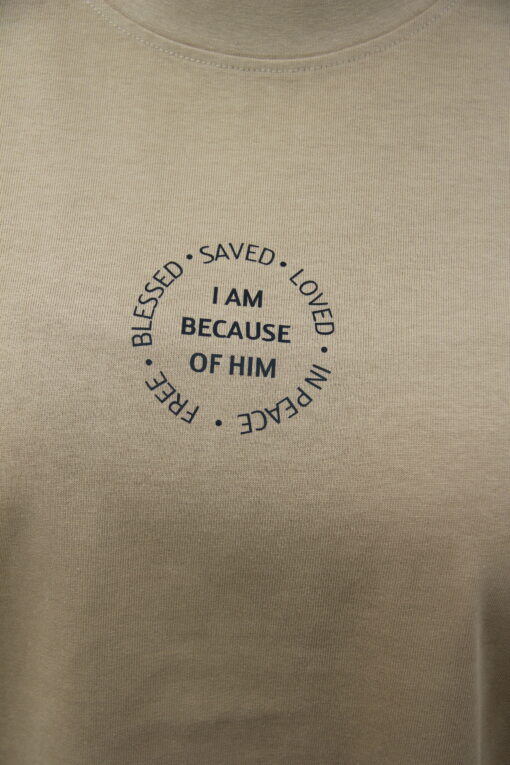 BLESSED • SAVED • LOVED • IN PEACE • FREE •
I AM
BECAUSE
OF HIM